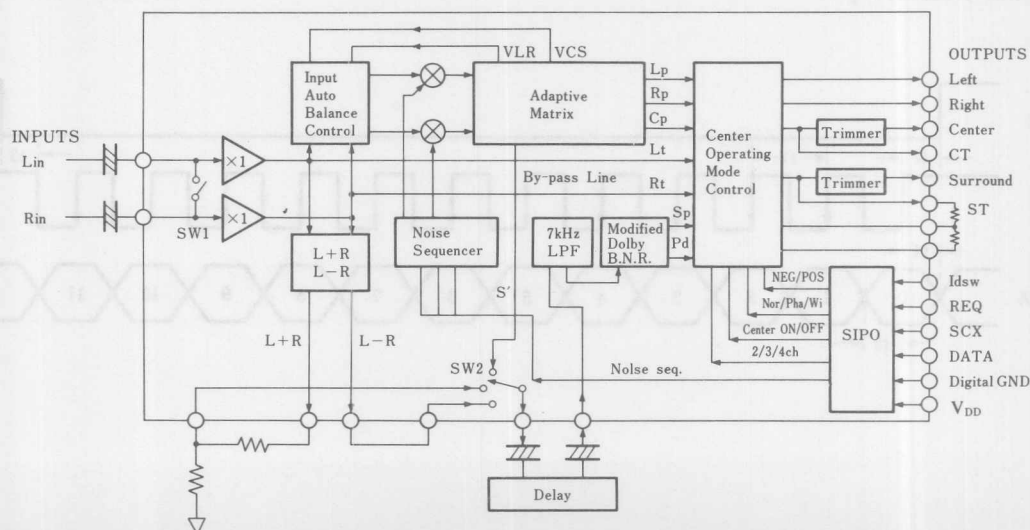 VLR
VCS
OUTPUTS
Input
Auto
Balance
Control
Adaptive
Matrix
Lp
Rp
Cp
Lt
Rt
Sp
Pd
By-pass Line
Center
Operating
Mode
Control
Left
Right
Trimmer
Center
CT
Trimmer
Surround
ST
INPUTS
Lin
Rin
×1
×1
SW1
L+R
L−R
Noise
Sequencer
7kHz
LPF
Modified
Dolby
B.N.R.
S'
NEG/POS
Nor/Pha/Wi
Center ON/OFF
2/3/4ch
Noise seq.
SIPO
Idsw
REQ
SCX
DATA
Digital GND
VDD
L+R
L−R
SW2
Delay